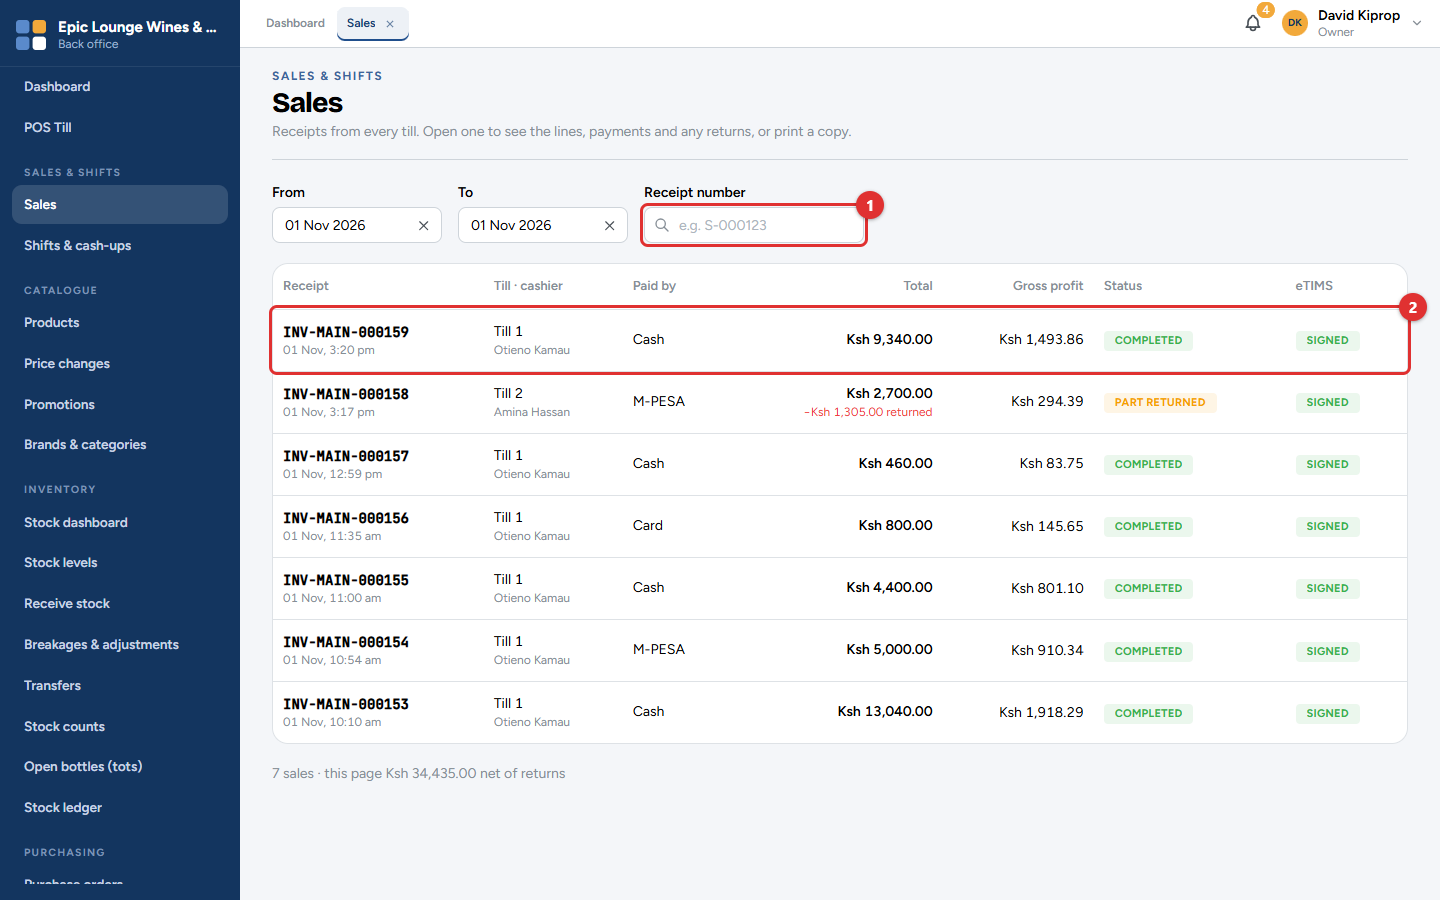 Epic Lounge Wines & ...
Back office
Dashboard
POS Till
SALES & SHIFTS
Sales
Shifts & cash-ups
CATALOGUE
Products
Price changes
Promotions
Brands & categories
INVENTORY
Stock dashboard
Stock levels
Receive stock
Breakages & adjustments
Transfers
Stock counts
Open bottles (tots)
Stock ledger
PURCHASING
Purchase orders
Dashboard Sales ×
4
DK
David Kiprop
Owner
SALES & SHIFTS
Sales
Receipts from every till. Open one to see the lines, payments and any returns, or print a copy.
From To Receipt number
01 Nov 2026 01 Nov 2026 e.g. S-000123 1
Receipt Till · cashier Paid by Total Gross profit Status eTIMS
2
INV-MAIN-000159 Till 1 Cash Ksh 9,340.00 Ksh 1,493.86 COMPLETED SIGNED
01 Nov, 3:20 pm Otieno Kamau
INV-MAIN-000158 Till 2 M-PESA Ksh 2,700.00 Ksh 294.39 PART RETURNED SIGNED
01 Nov, 3:17 pm Amina Hassan −Ksh 1,305.00 returned
INV-MAIN-000157 Till 1 Cash Ksh 460.00 Ksh 83.75 COMPLETED SIGNED
01 Nov, 12:59 pm Otieno Kamau
INV-MAIN-000156 Till 1 Card Ksh 800.00 Ksh 145.65 COMPLETED SIGNED
01 Nov, 11:35 am Otieno Kamau
INV-MAIN-000155 Till 1 Cash Ksh 4,400.00 Ksh 801.10 COMPLETED SIGNED
01 Nov, 11:00 am Otieno Kamau
INV-MAIN-000154 Till 1 M-PESA Ksh 5,000.00 Ksh 910.34 COMPLETED SIGNED
01 Nov, 10:54 am Otieno Kamau
INV-MAIN-000153 Till 1 Cash Ksh 13,040.00 Ksh 1,918.29 COMPLETED SIGNED
01 Nov, 10:10 am Otieno Kamau
7 sales · this page Ksh 34,435.00 net of returns